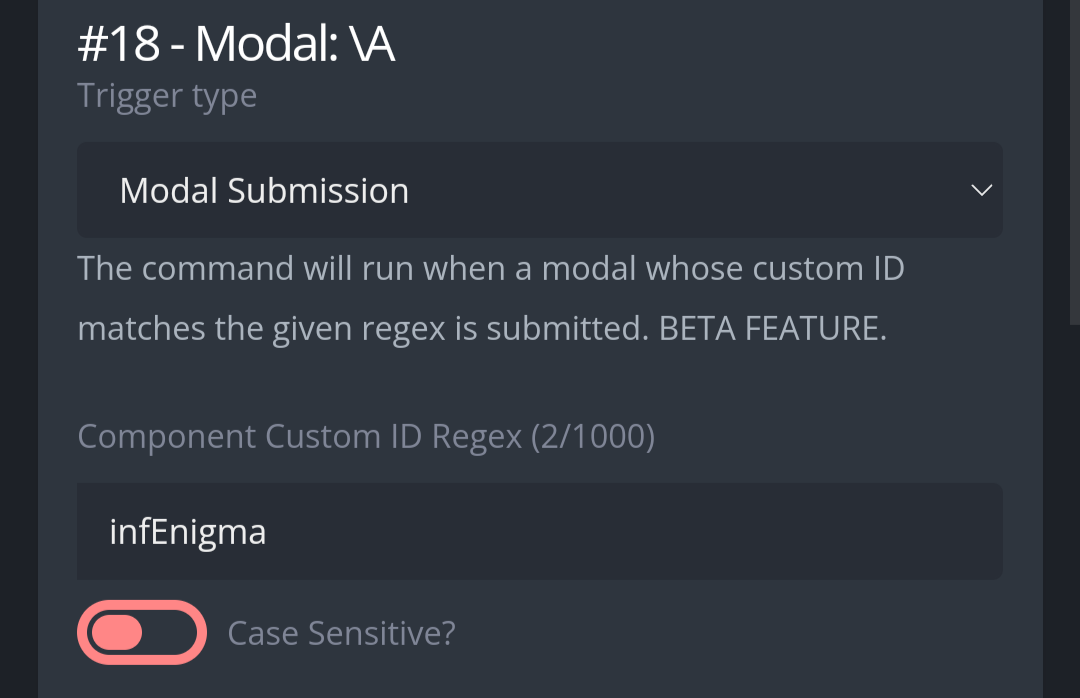 #18 - Modal: \A
Trigger type
Modal Submission
The command will run when a modal whose custom ID
matches the given regex is submitted. BETA FEATURE.
Component Custom ID Regex (2/1000)
infEnigma
Case Sensitive?